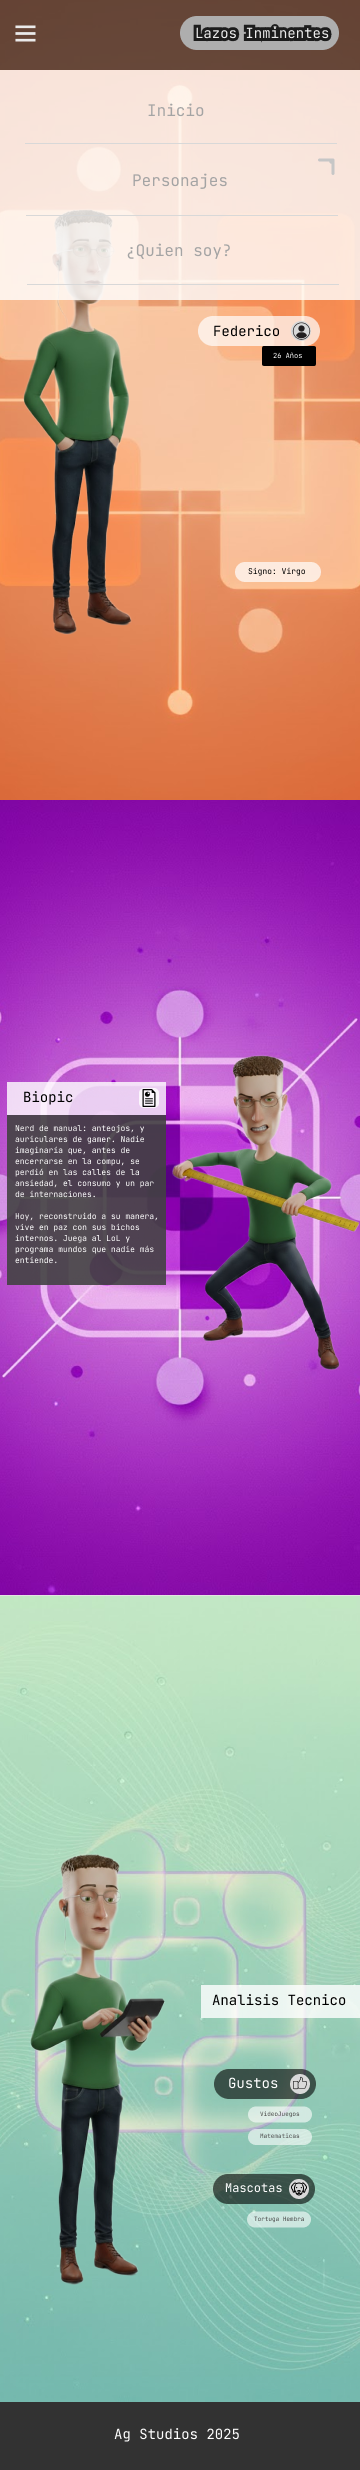 Lazos Inminentes
Inicio
Personajes
¿Quien soy?
Federico
26 Años
Signo: Virgo
Biopic
Nerd de manual: anteojos, y
auriculares de gamer. Nadie
imaginaría que, antes de
encerrarse en la compu, se
perdió en las calles de la
ansiedad, el consumo y un par
de internaciones.
Hoy, reconstruido a su manera,
vive en paz con sus bichos
internos. Juega al LoL y
programa mundos que nadie más
entiende.
Analisis Tecnico
Gustos
VideoJuegos
Matematicas
Mascotas
Tortuga Hembra
Ag Studios 2025